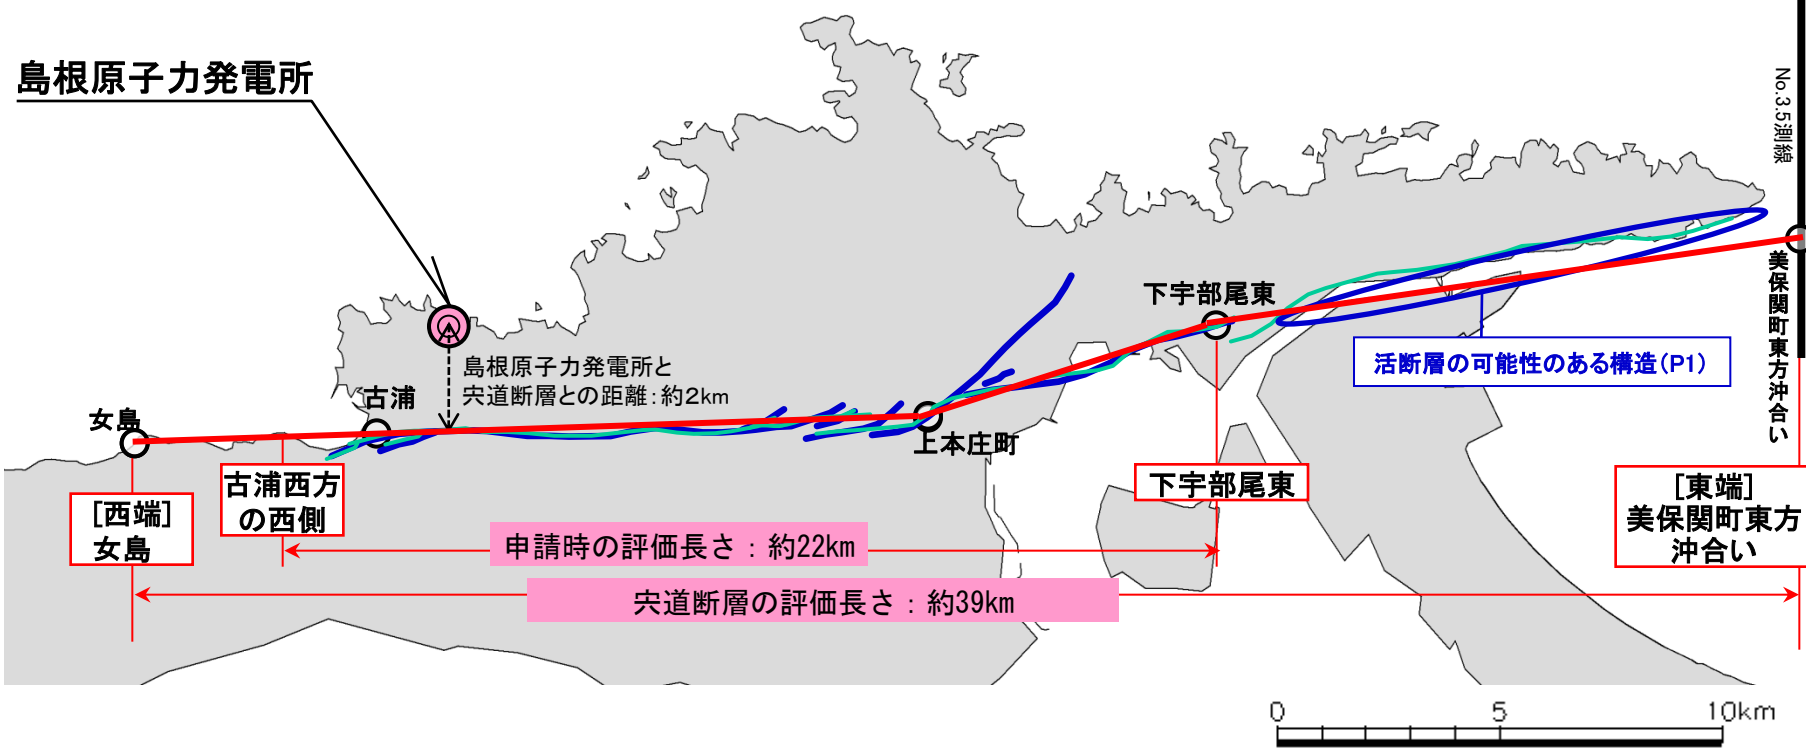 島根原子力発電所
No.3.5測線
美保関町東方沖合い
下宇部尾東
島根原子力発電所と
宍道断層との距離：約2km
活断層の可能性のある構造（P1）
古浦
女島
上本庄町
古浦西方
の西側
下宇部尾東
［西端］
女島
［東端］
美保関町東方
沖合い
申請時の評価長さ：約22km
宍道断層の評価長さ：約39km
0 5 10km